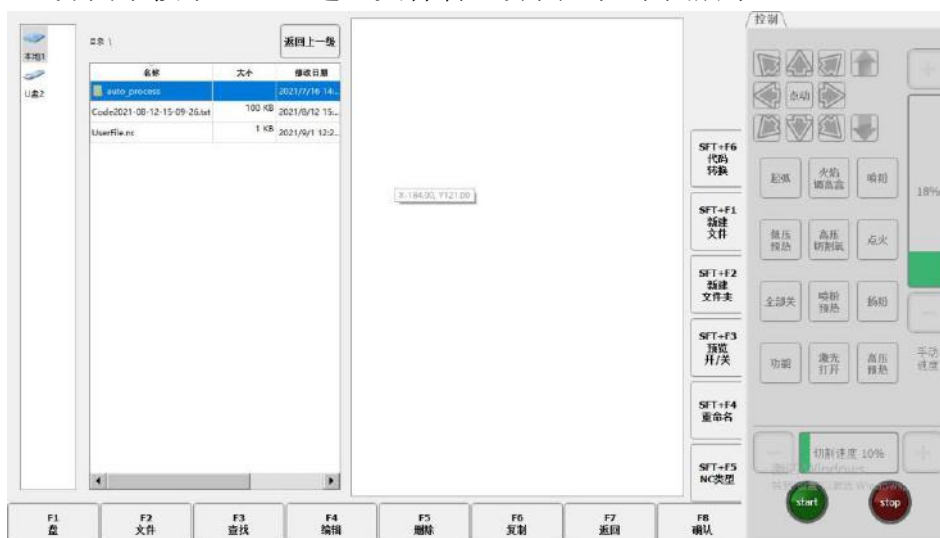 本地1
U盘2
目录 \
返回上一级
名称 大小 修改日期
auto_process 2021/7/16 14:...
Code2021-08-12-15-09-26.txt 100 KB 2021/8/12 15:...
UserFile.nc 1 KB 2021/9/1 12:2...
X-184.00, Y121.00
SFT+F6
代码
转换
SFT+F1
新建
文件
SFT+F2
新建
文件夹
SFT+F3
预览
开/关
SFT+F4
重命名
SFT+F5
NC类型
F1
盘
F2
文件
F3
查找
F4
编辑
F5
删除
F6
复制
F7
返回
F8
确认
控制
点动
起弧
火焰
调高盒
喷粉
低压
预热
高压
切割氧
点火
全部关
喷粉
预热
扬粉
功能
激光
打开
高压
预热
+
18%
-
手动
速度
-
切割速度 10%
+
start
stop